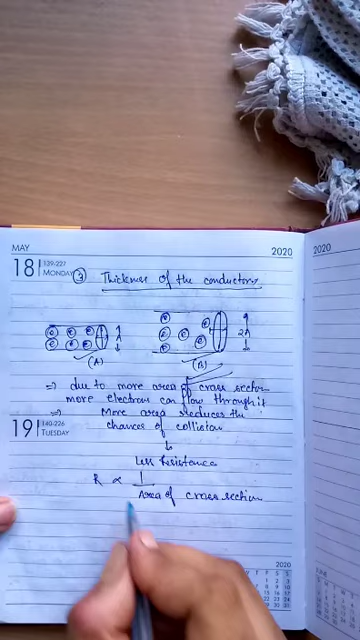 MAY 2020 2020
18 139-227 MONDAY ③ Thickness of the conductor
A 2A
(A) (B)
⇒ due to more area of cross section
more electrons can flow through it
⇒ More area reduces the
19 140-226 TUESDAY chances of collision
↓
Less Resistance
R ∝ 1
Area of cross section
2020